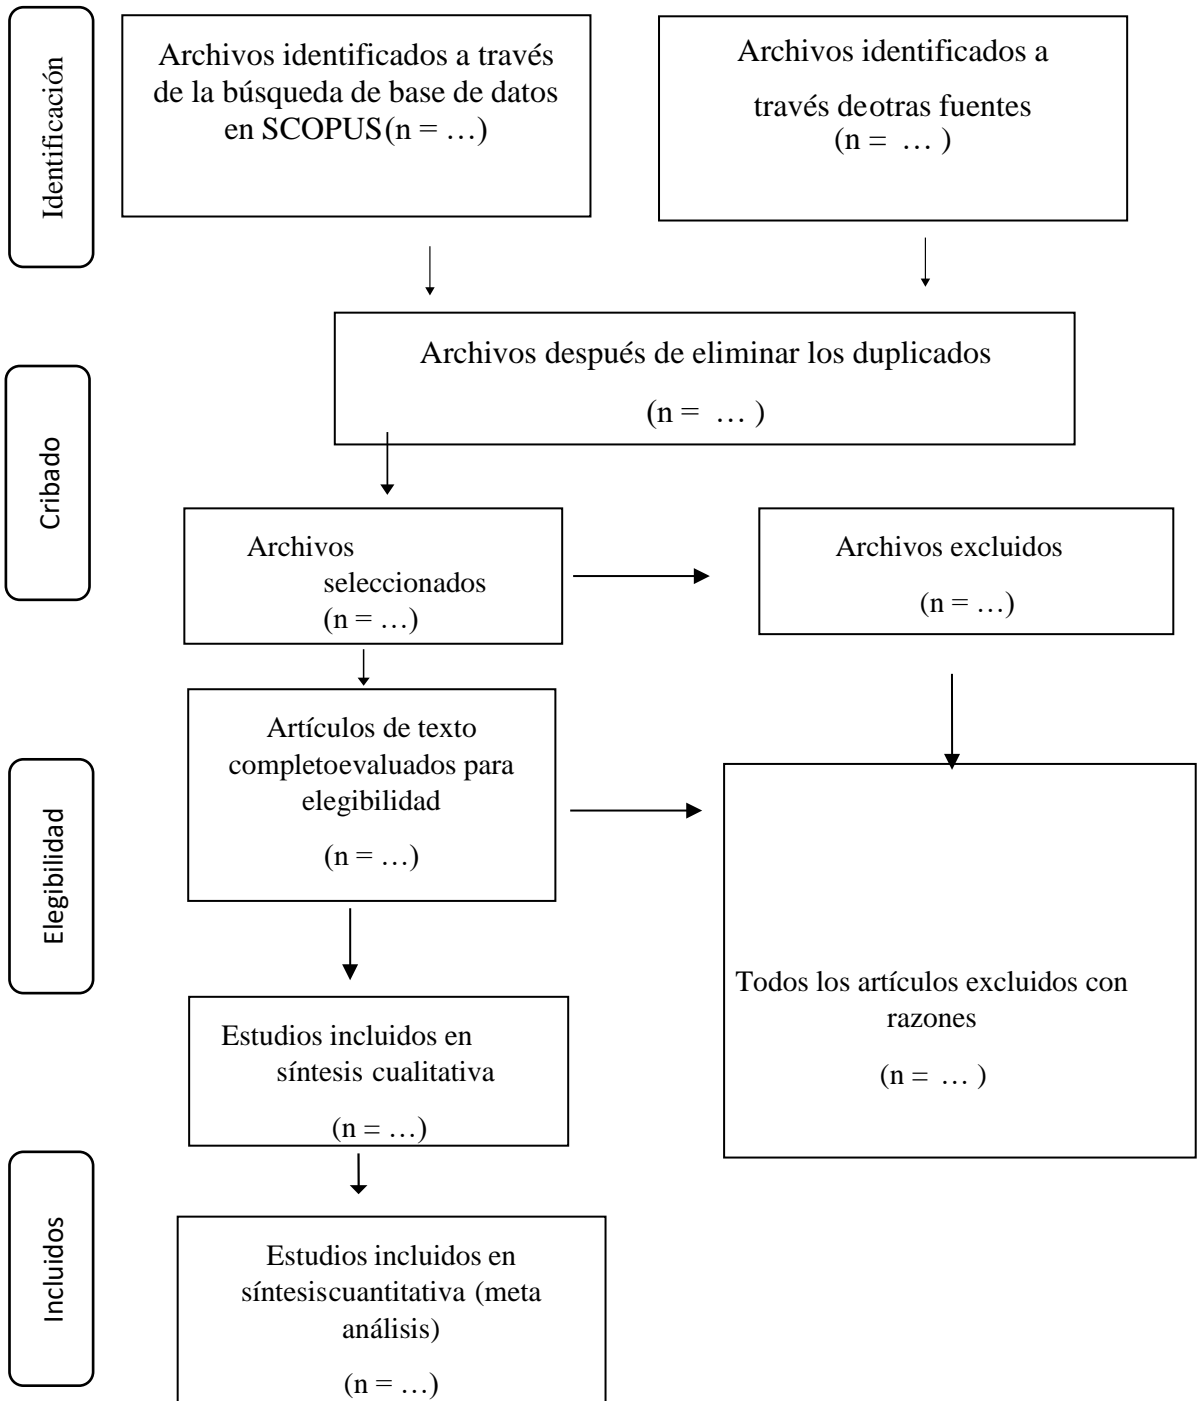 Identificación
Archivos identificados a través
de la búsqueda de base de datos
en SCOPUS(n = …)
Archivos identificados a
través deotras fuentes
(n = … )
Archivos después de eliminar los duplicados
(n = … )
Cribado
Archivos
seleccionados
(n = …)
Archivos excluidos
(n = …)
Elegibilidad
Artículos de texto
completoevaluados para
elegibilidad
(n = …)
Todos los artículos excluidos con
razones
(n = … )
Estudios incluidos en
síntesis cualitativa
(n = …)
Incluidos
Estudios incluidos en
síntesiscuantitativa (meta
análisis)
(n = …)